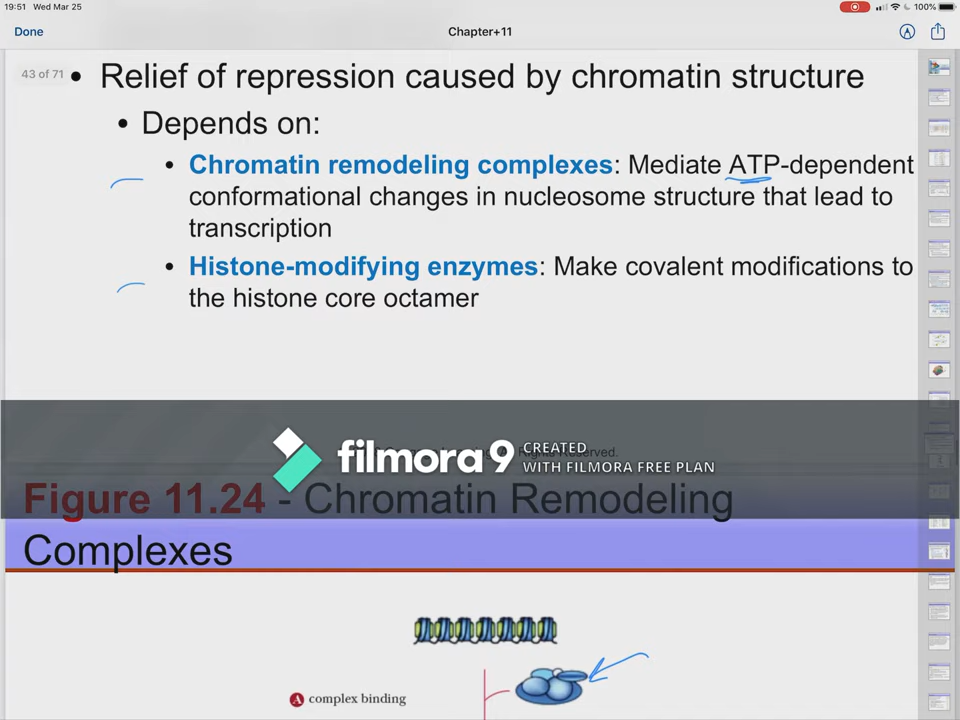 19:51 Wed Mar 25
100%
Done
Chapter+11
43 of 71
• Relief of repression caused by chromatin structure
• Depends on:
• Chromatin remodeling complexes: Mediate ATP-dependent
conformational changes in nucleosome structure that lead to
transcription
• Histone-modifying enzymes: Make covalent modifications to
the histone core octamer
Reserved.
filmora9 CREATED
WITH FILMORA FREE PLAN
Figure 11.24 - Chromatin Remodeling
Complexes
A complex binding